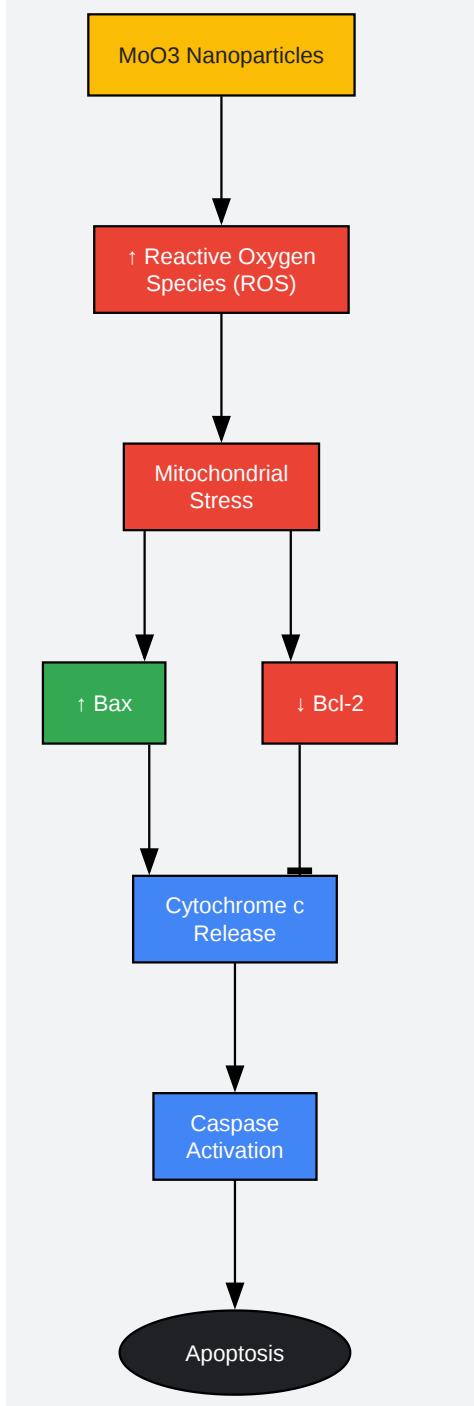 MoO3 Nanoparticles
↑ Reactive Oxygen
Species (ROS)
Mitochondrial
Stress
↑ Bax
↓ Bcl-2
Cytochrome c
Release
Caspase
Activation
Apoptosis